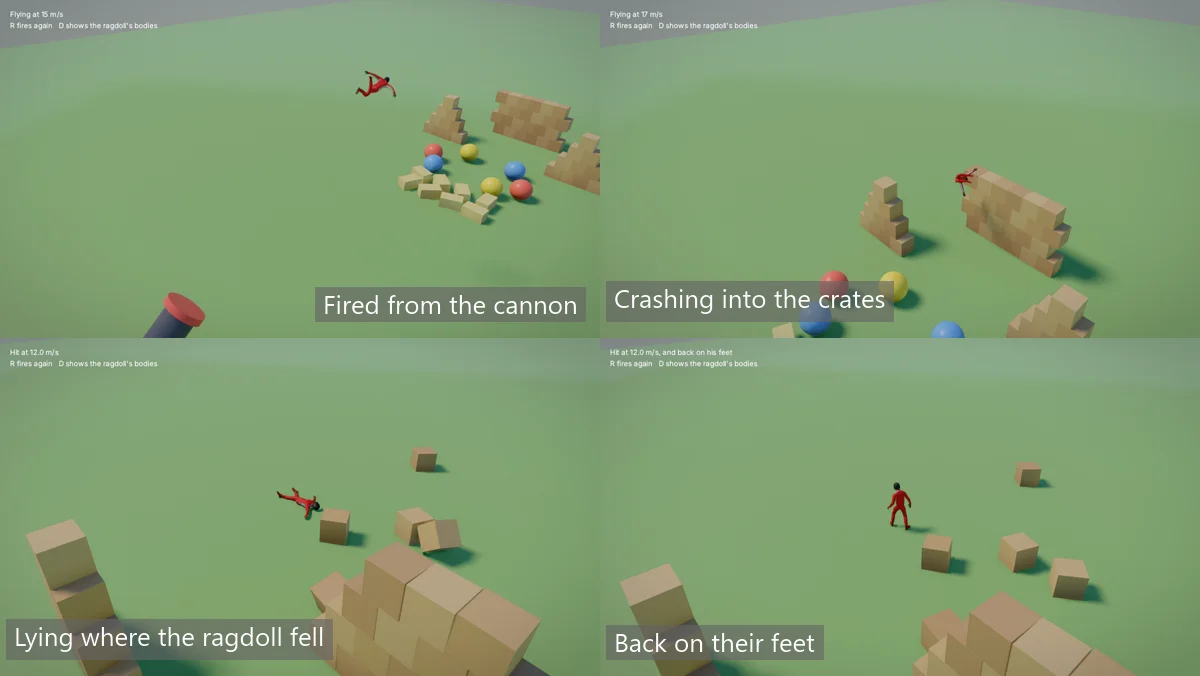 Flying at 15 m/s
R fires again   D shows the ragdoll's bodies
Fired from the cannon
Flying at 17 m/s
R fires again   D shows the ragdoll's bodies
Crashing into the crates
Hit at 12.0 m/s
R fires again   D shows the ragdoll's bodies
Lying where the ragdoll fell
Hit at 12.0 m/s, and back on his feet
R fires again   D shows the ragdoll's bodies
Back on their feet